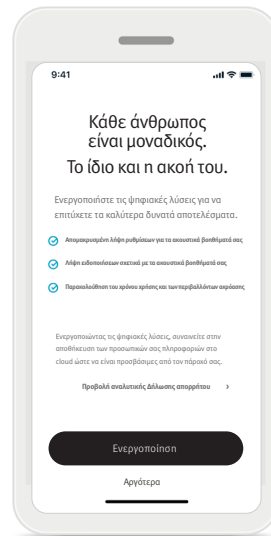 9:41
Κάθε άνθρωπος
είναι μοναδικός.
Το ίδιο και η ακοή του.
Ενεργοποιήστε τις ψηφιακές λύσεις για να
επιτύχετε τα καλύτερα δυνατά αποτελέσματα.
Απομακρυσμένη λήψη ρυθμίσεων για τα ακουστικά βοηθήματά σας
Λήψη ειδοποιήσεων σχετικά με τα ακουστικά βοηθήματά σας
Παρακολούθηση του χρόνου χρήσης και των περιβαλλόντων ακρόασης
Ενεργοποιώντας τις ψηφιακές λύσεις, συναινείτε στην
αποθήκευση των προσωπικών σας πληροφοριών στο
cloud ώστε να είναι προσβάσιμες από τον πάροχό σας.
Προβολή αναλυτικής Δήλωσης απορρήτου
Ενεργοποίηση
Αργότερα